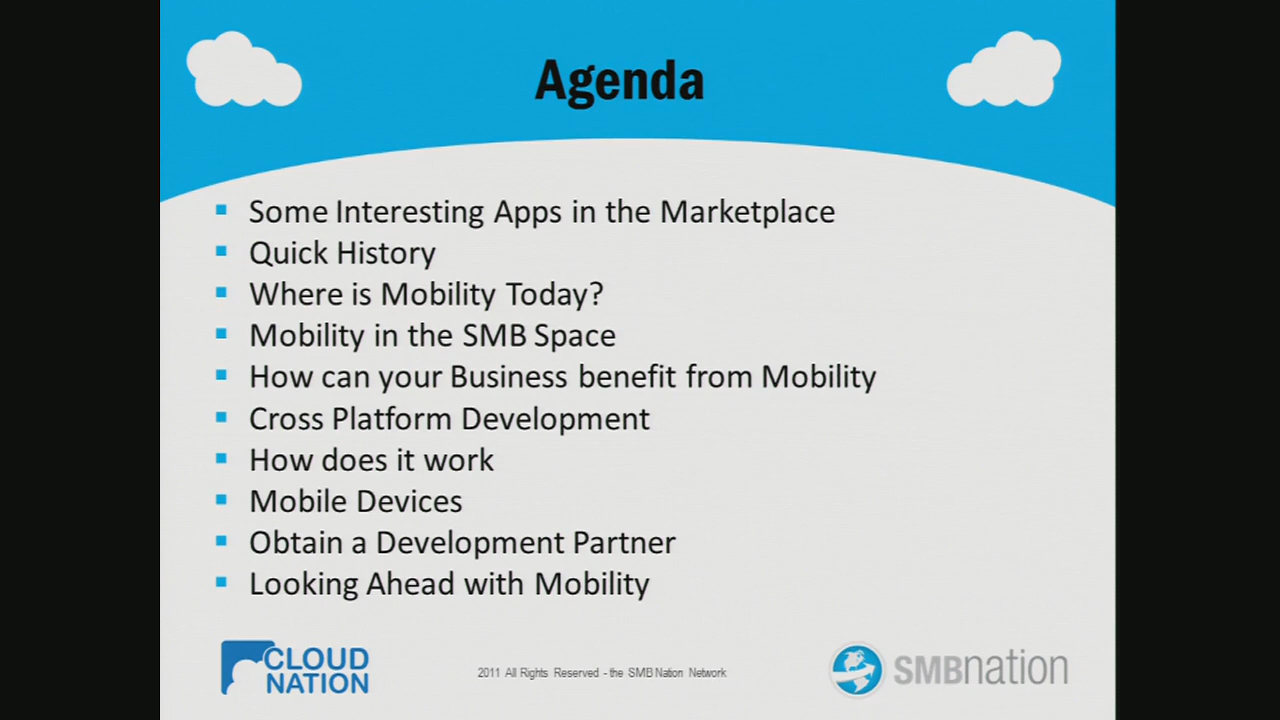 Agenda
Some Interesting Apps in the Marketplace
Quick History
Where is Mobility Today?
Mobility in the SMB Space
How can your Business benefit from Mobility
Cross Platform Development
How does it work
Mobile Devices
Obtain a Development Partner
Looking Ahead with Mobility
CLOUD
NATION
2011 All Rights Reserved - the SMB Nation Network
SMBnation